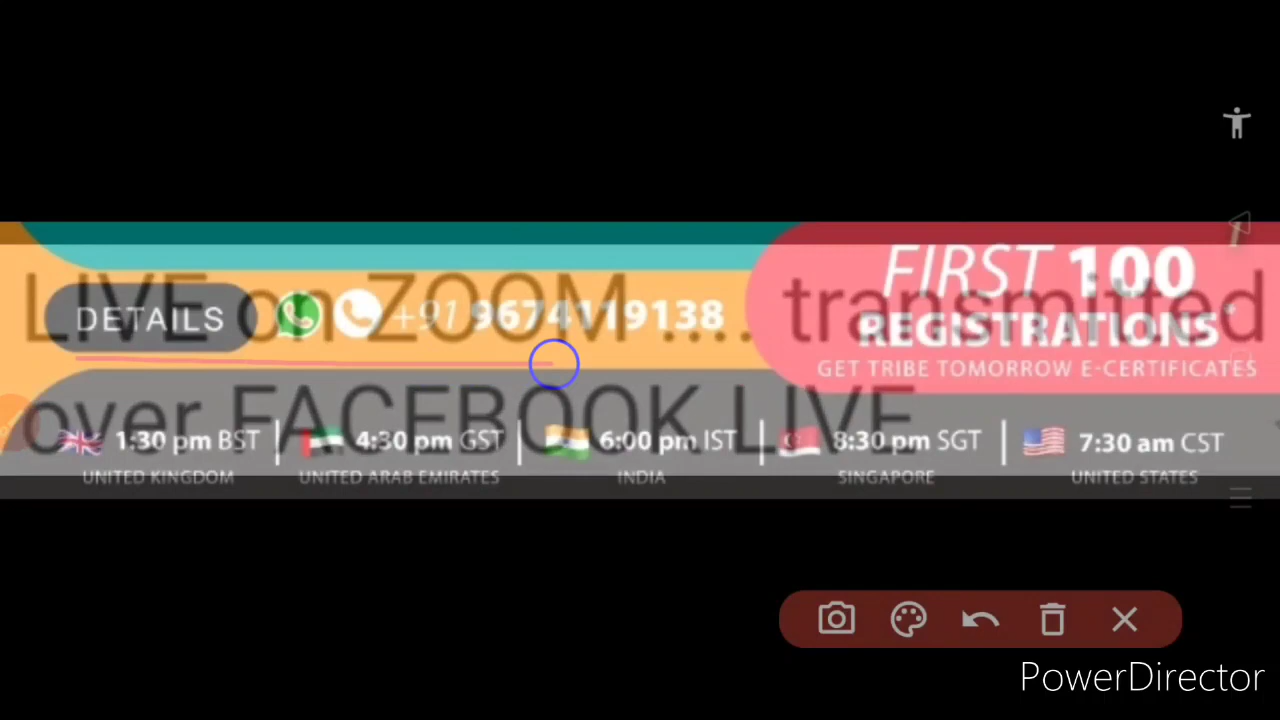 FIRST 100
LIVE on ZOOM .... transmitted
DETAILS +91 9674119138
REGISTRATIONS*
GET TRIBE TOMORROW E-CERTIFICATES
over FACEBOOK LIVE
1:30 pm BST | 4:30 pm GST | 6:00 pm IST | 8:30 pm SGT | 7:30 am CST
UNITED KINGDOM UNITED ARAB EMIRATES INDIA SINGAPORE UNITED STATES
PowerDirector